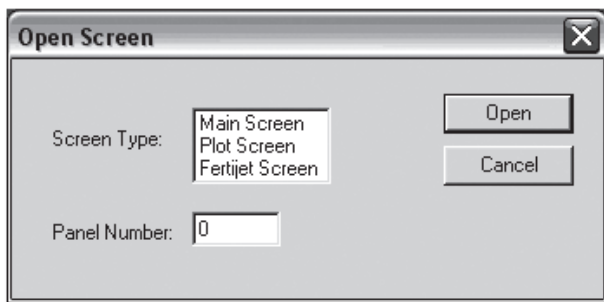 Open Screen
Screen Type:
Main Screen
Plot Screen
Fertijet Screen
Open
Cancel
Panel Number:
0